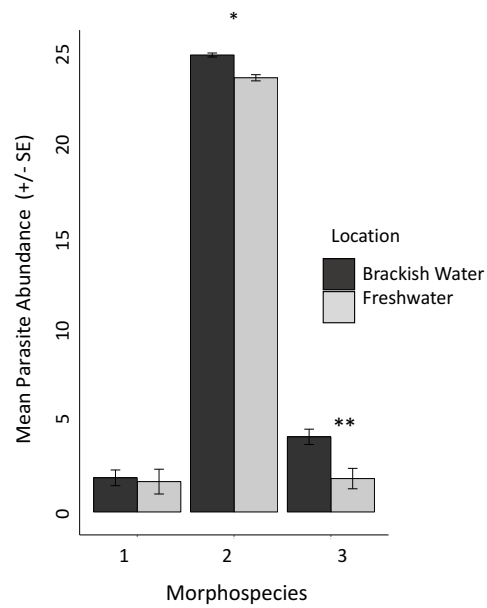 *
25
20
15
10
5
0
Mean Parasite Abundance (+/- SE)
Location
Brackish Water
Freshwater
**
1 2 3
Morphospecies